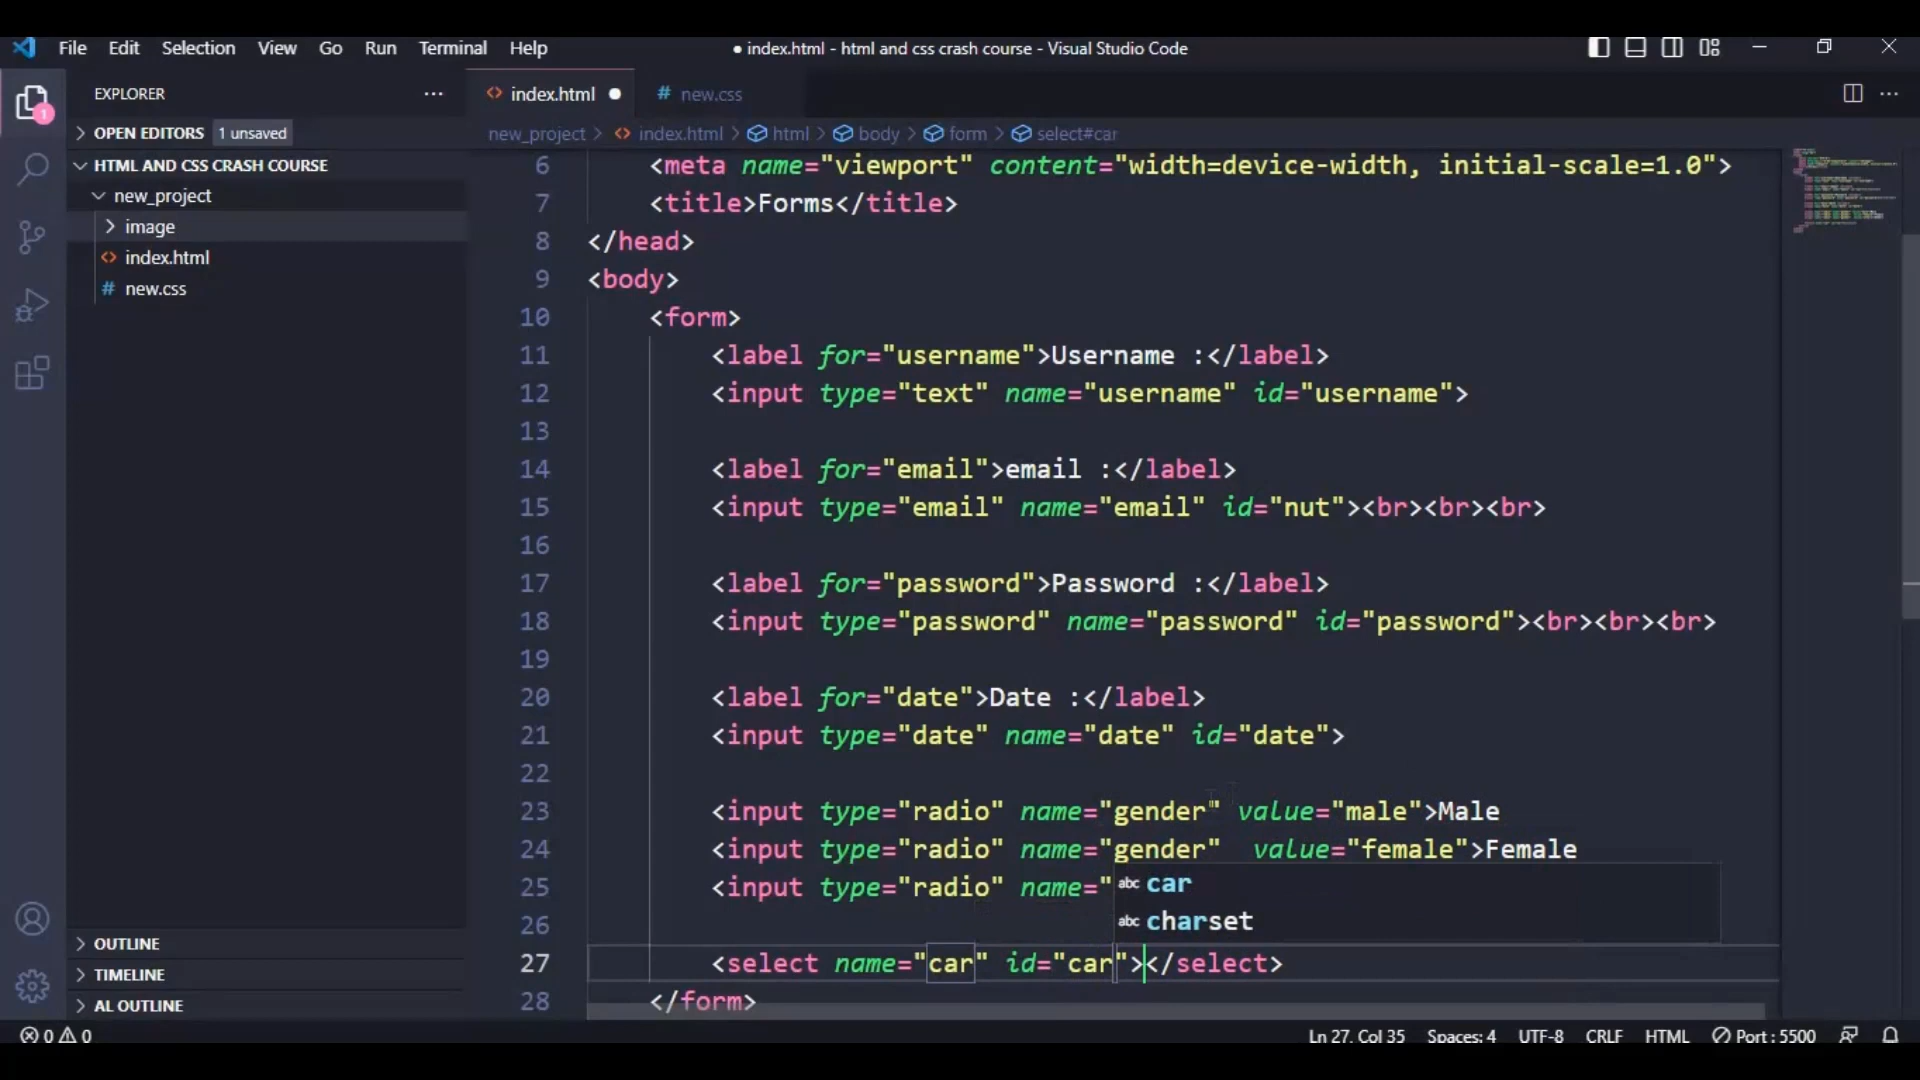 File Edit Selection View Go Run Terminal Help
● index.html - html and css crash course - Visual Studio Code
EXPLORER ···
<> index.html ●
# new.css
···
1
OPEN EDITORS 1 unsaved
new_project > <> index.html > html > body > form > select#car
HTML AND CSS CRASH COURSE
new_project
image
<> index.html
# new.css
6 <meta name="viewport" content="width=device-width, initial-scale=1.0">
7 <title>Forms</title>
8 </head>
9 <body>
10 <form>
11 <label for="username">Username :</label>
12 <input type="text" name="username" id="username">
13
14 <label for="email">email :</label>
15 <input type="email" name="email" id="nut"><br><br><br>
16
17 <label for="password">Password :</label>
18 <input type="password" name="password" id="password"><br><br><br>
19
20 <label for="date">Date :</label>
21 <input type="date" name="date" id="date">
22
23 <input type="radio" name="gender" value="male">Male
24 <input type="radio" name="gender"  value="female">Female
25 <input type="radio" name="
abc car
abc charset
26
27 <select name="car" id="car"></select>
28 </form>
OUTLINE
TIMELINE
AL OUTLINE
0 0
Ln 27, Col 35 Spaces: 4 UTF-8 CRLF HTML Port : 5500